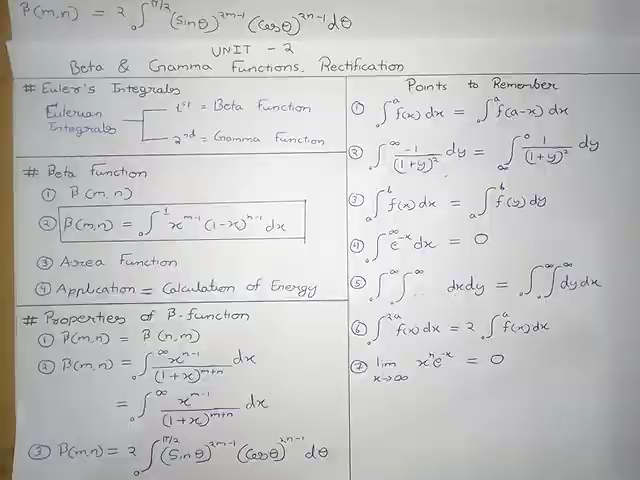 β(m,n) = 2 ₀∫^π/2 (Sinθ)^2m-1 (Cosθ)^2n-1 dθ
UNIT - 2
Beta & Gamma Functions, Rectification
# Euler's Integrals
Eulerian Integrals
1st = Beta Function
2nd = Gamma Function
# Beta Function
① β(m,n)
② β(m,n) = ₀∫^1 x^m-1 (1-x)^n-1 dx
③ Area Function
④ Application = Calculation of Energy
# Properties of β-function
① β(m,n) = β(n,m)
② β(m,n) = ₀∫^∞ x^n-1/(1+x)^m+n dx
= ₀∫^∞ x^m-1/(1+x)^m+n dx
③ β(m,n) = 2 ₀∫^π/2 (Sinθ)^2m-1 (Cosθ)^2n-1 dθ
Points to Remember
① ₀∫^a f(x) dx = ₀∫^a f(a-x) dx
② ₀∫^∞ -1/(1+y)^2 dy = ∞∫^0 1/(1+y)^2 dy
③ a∫^b f(x) dx = a∫^b f(y) dy
④ ₀∫^∞ e^-x dx = 0
⑤ ₀∫^∞ ₀∫^∞ dxdy = ₀∫^∞ ₀∫^∞ dy dx
⑥ ₀∫^2a f(x) dx = 2 ₀∫^a f(x) dx
⑦ lim x→∞ x^n e^-x = 0